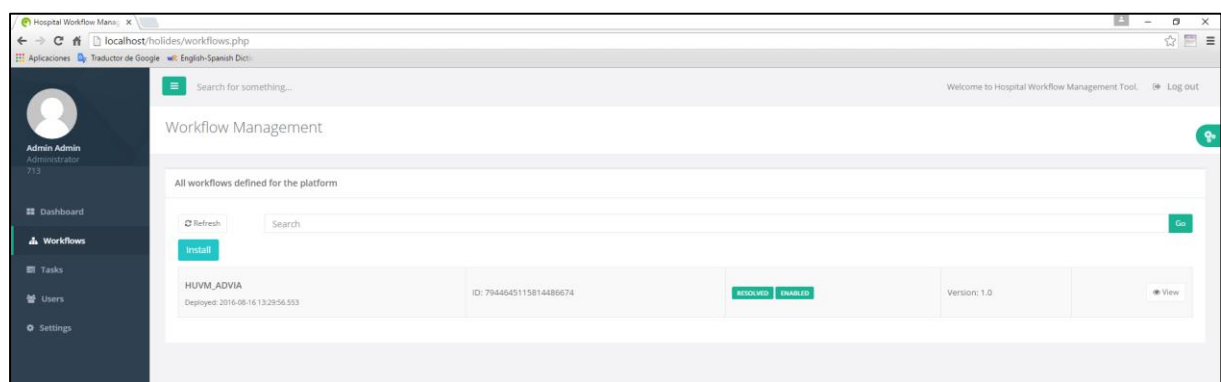 Hospital Workflow Manag
localhost/holides/workflows.php
Aplicaciones Traductor de Google English-Spanish Dicti
Search for something... Welcome to Hospital Workflow Management Tool. Log out
Workflow Management
Admin Admin
Administrator
713
All workflows defined for the platform
Dashboard
Refresh Search Go
Workflows
Install
Tasks
HUVM_ADVIA
Deployed: 2016-08-16 13:29:56.553
ID: 7944645115814486674
RESOLVED ENABLED
Version: 1.0
View
Users
Settings